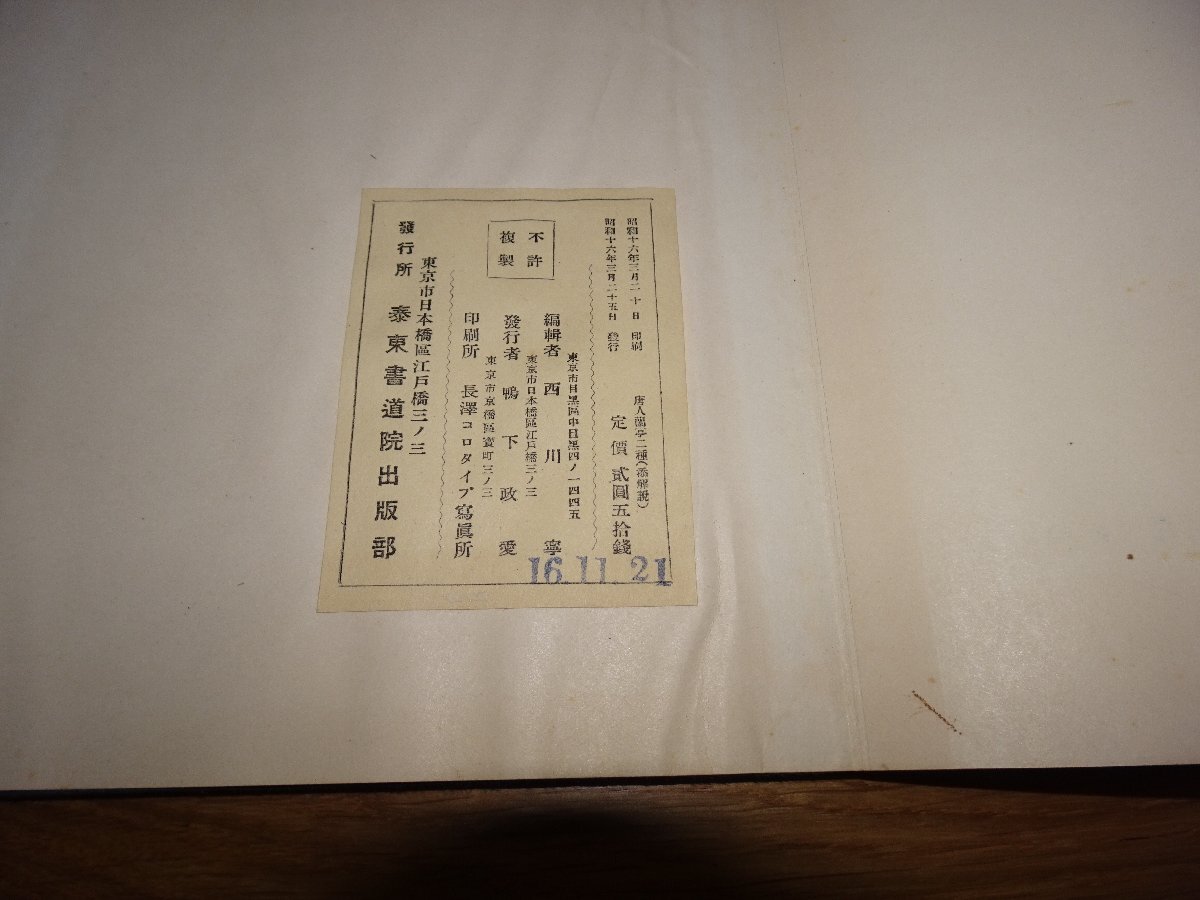 昭和十六年三月二十日 印刷
昭和十六年三月二十五日 發行
唐人蘭亭二種(添解説)
定價貳圓五拾錢
東京市目黒區中目黒四ノ一四四五
編輯者 西川寧
東京市日本橋區江戸橋三ノ三
發行者 鴨下政愛
東京市京橋區寳町三ノ三
印刷所 長澤コロタイプ寫眞所
不許
複製
東京市日本橋區江戸橋三ノ三
發行所 泰東書道院出版部
16.11.21